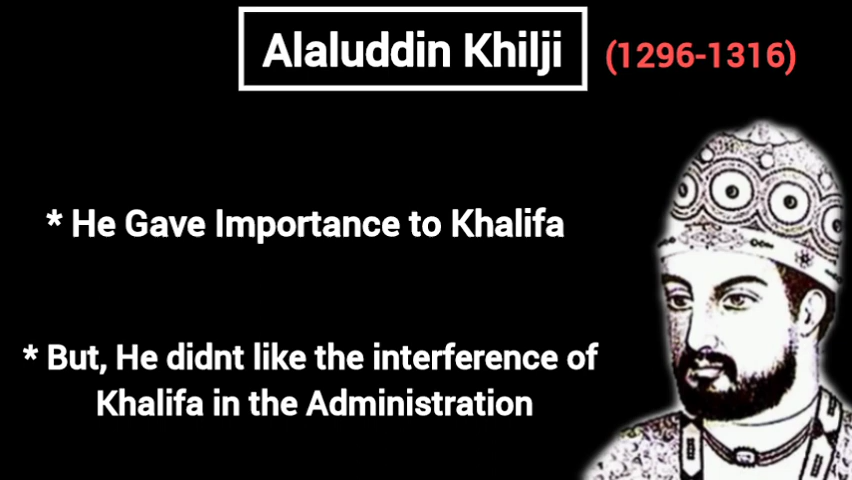 Alaluddin Khilji (1296-1316)
* He Gave Importance to Khalifa
* But, He didnt like the interference of
Khalifa in the Administration